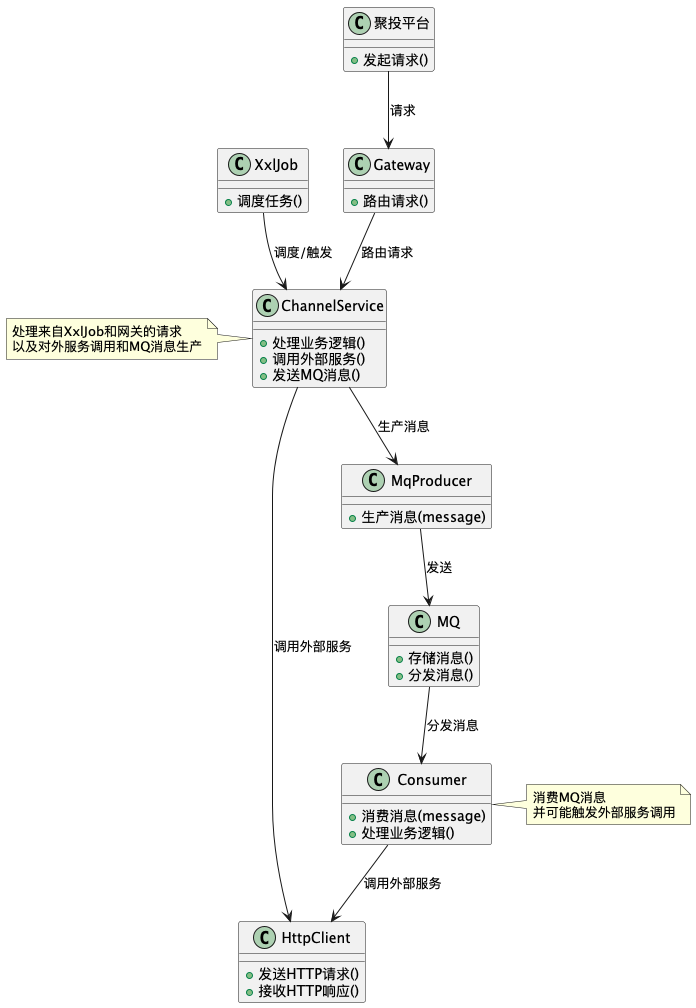 C 聚投平台
发起请求()
请求
C XxlJob
调度任务()
C Gateway
路由请求()
调度/触发
路由请求
处理来自XxlJob和网关的请求
以及对外服务调用和MQ消息生产
C ChannelService
处理业务逻辑()
调用外部服务()
发送MQ消息()
生产消息
C MqProducer
生产消息(message)
发送
调用外部服务
C MQ
存储消息()
分发消息()
分发消息
C Consumer
消费消息(message)
处理业务逻辑()
消费MQ消息
并可能触发外部服务调用
调用外部服务
C HttpClient
发送HTTP请求()
接收HTTP响应()